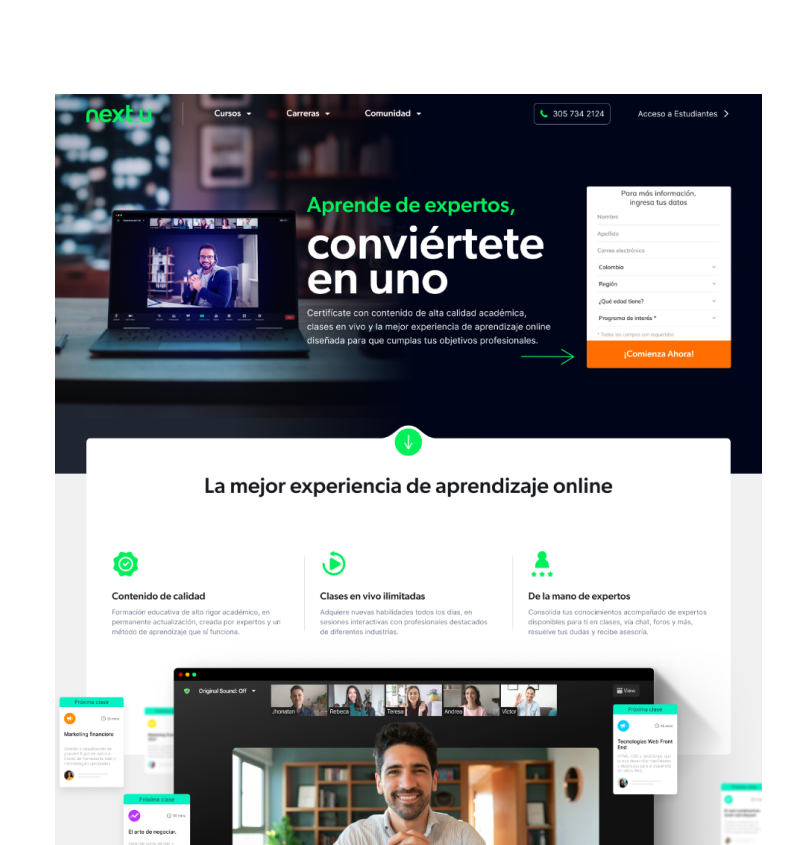 next_u
Cursos
Carreras
Comunidad
305 734 2124
Acceso a Estudiantes
Aprende de expertos,
conviértete
en uno
Certifícate con contenido de alta calidad académica,
clases en vivo y la mejor experiencia de aprendizaje online
diseñada para que cumplas tus objetivos profesionales.
Para más información,
ingresa tus datos
Nombre
Apellido
Correo electrónico
Colombia
Región
¿Qué edad tiene?
Programa de interés *
* Todos los campos son requeridos
¡Comienza Ahora!
La mejor experiencia de aprendizaje online
Contenido de calidad
Formación educativa de alto rigor académico, en
permanente actualización, creada por expertos y un
método de aprendizaje que sí funciona.
Clases en vivo ilimitadas
Adquiere nuevas habilidades todos los días, en
sesiones interactivas con profesionales destacados
de diferentes industrias.
De la mano de expertos
Consolida tus conocimientos acompañado de expertos
disponibles para ti en clases, vía chat, foros y más,
resuelve tus dudas y recibe asesoría.
Original Sound: Off
View
Jhonatan
Rebeca
Teresa
Andrea
Víctor
Próxima clase
Marketing financiero
Próxima clase
Tecnologías Web Front
End
Próxima clase
El arte de negociar.